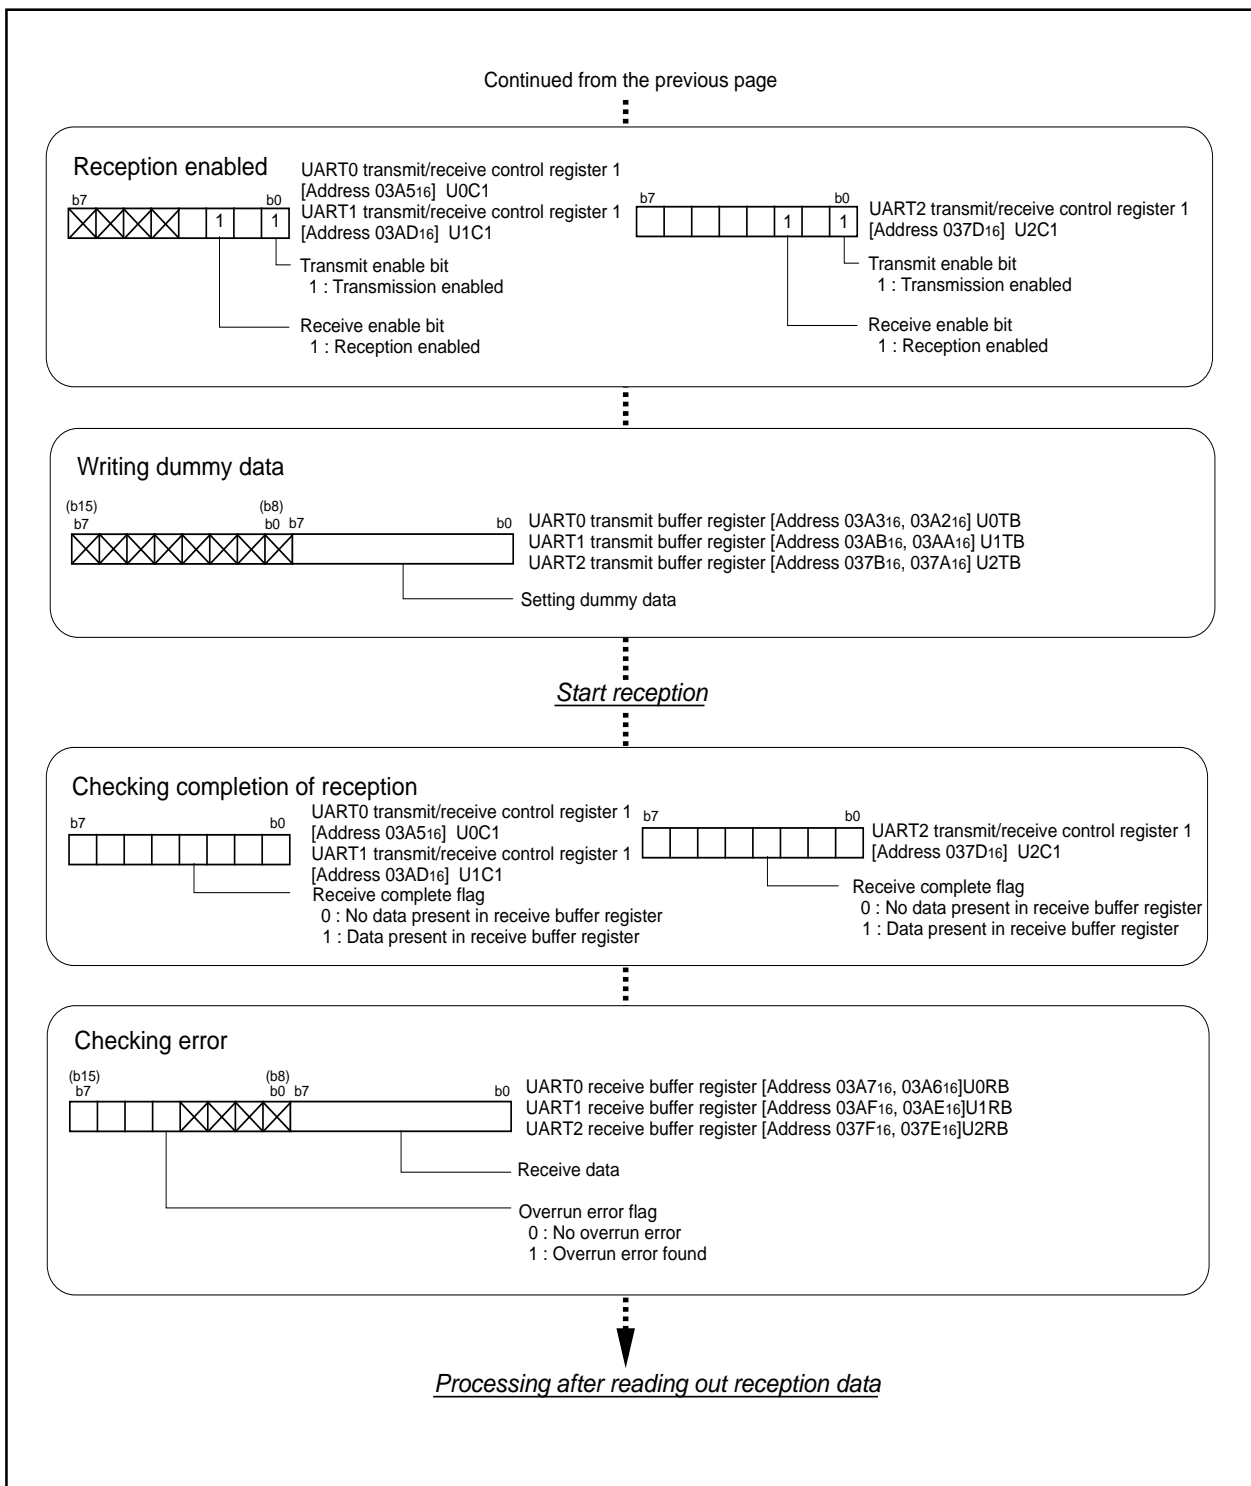 Continued from the previous page
Reception enabled
b7 b0
1 1
UART0 transmit/receive control register 1
[Address 03A516] U0C1
UART1 transmit/receive control register 1
[Address 03AD16] U1C1
Transmit enable bit
1 : Transmission enabled
Receive enable bit
1 : Reception enabled
b7 b0
1 1
UART2 transmit/receive control register 1
[Address 037D16] U2C1
Transmit enable bit
1 : Transmission enabled
Receive enable bit
1 : Reception enabled
Writing dummy data
(b15) (b8)
b7 b0 b7 b0
UART0 transmit buffer register [Address 03A316, 03A216] U0TB
UART1 transmit buffer register [Address 03AB16, 03AA16] U1TB
UART2 transmit buffer register [Address 037B16, 037A16] U2TB
Setting dummy data
Start reception
Checking completion of reception
b7 b0
UART0 transmit/receive control register 1
[Address 03A516] U0C1
UART1 transmit/receive control register 1
[Address 03AD16] U1C1
Receive complete flag
0 : No data present in receive buffer register
1 : Data present in receive buffer register
b7 b0
UART2 transmit/receive control register 1
[Address 037D16] U2C1
Receive complete flag
0 : No data present in receive buffer register
1 : Data present in receive buffer register
Checking error
(b15) (b8)
b7 b0 b7 b0
UART0 receive buffer register [Address 03A716, 03A616]U0RB
UART1 receive buffer register [Address 03AF16, 03AE16]U1RB
UART2 receive buffer register [Address 037F16, 037E16]U2RB
Receive data
Overrun error flag
0 : No overrun error
1 : Overrun error found
Processing after reading out reception data